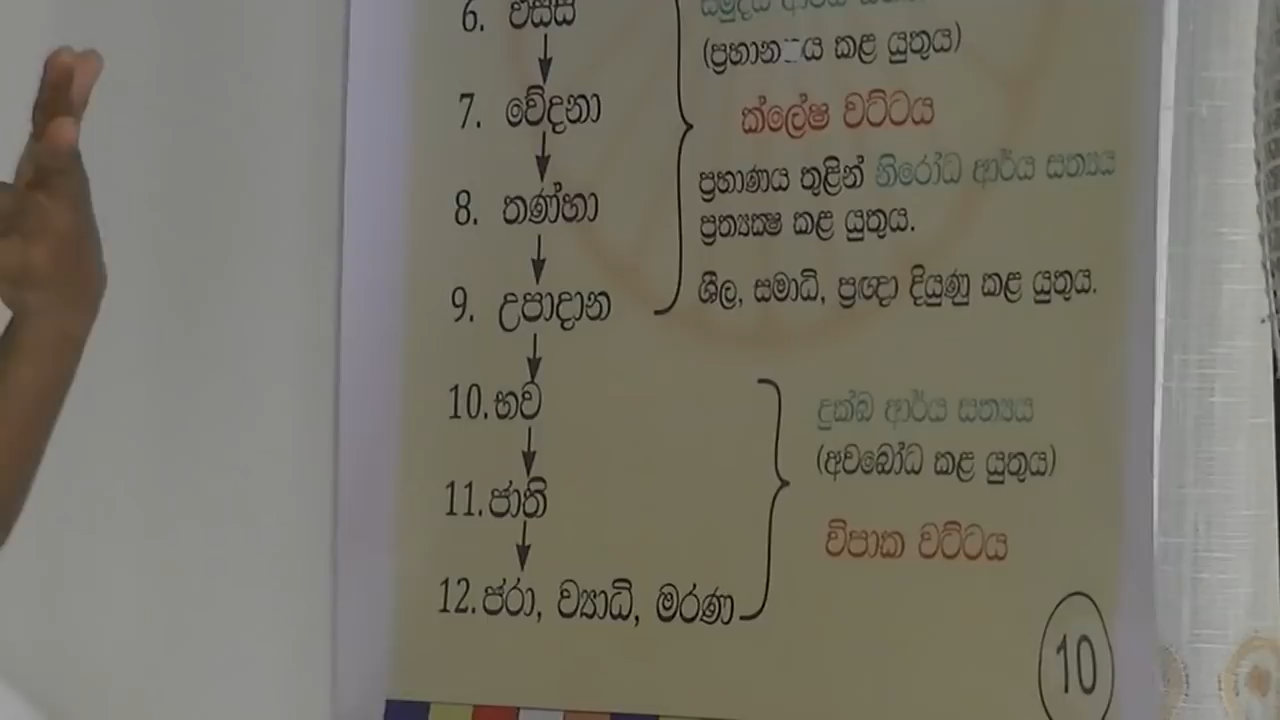 6. ඵස්ස
(ප්‍රහානය කළ යුතුය)
7. වේදනා
ක්ලේෂ වට්ටය
ප්‍රහාණය තුළින් නිරෝධ ආර්ය සත්‍යය
8. තණ්හා
ප්‍රත්‍යක්ෂ කළ යුතුය.
ශීල, සමාධි, ප්‍රඥා දියුණු කළ යුතුය.
9. උපාදාන
10. භව
දුක්ඛ ආර්ය සත්‍යය
(අවබෝධ කළ යුතුය)
11. ජාති
විපාක වට්ටය
12. ජරා, ව්‍යාධි, මරණ
10